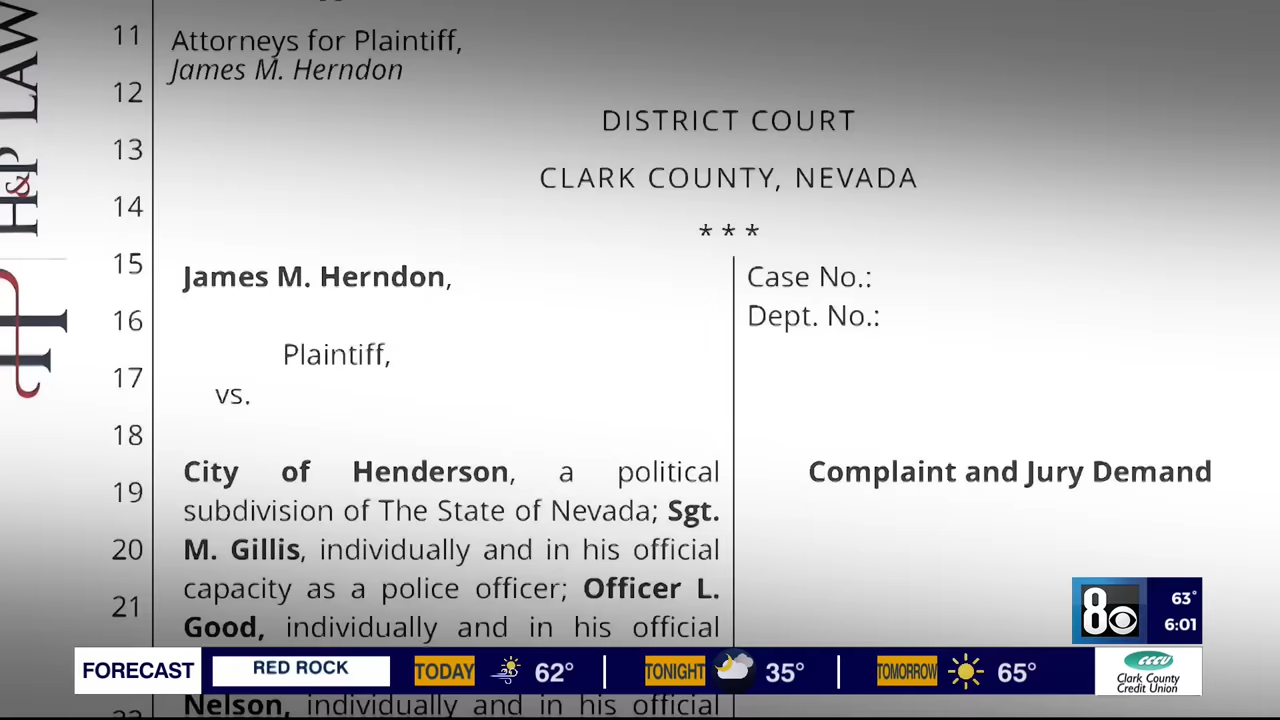 11
Attorneys for Plaintiff,
James M. Herndon
12
DISTRICT COURT
13
CLARK COUNTY, NEVADA
14
* * *
15
James M. Herndon,
Case No.:
16
Dept. No.:
Plaintiff,
17
vs.
18
City of Henderson, a political
Complaint and Jury Demand
19
subdivision of The State of Nevada; Sgt.
20
M. Gillis, individually and in his official
capacity as a police officer; Officer L.
21
Good, individually and in his official
Nelson, individually and in his official
H&P LAW
8
63°
6:01
FORECAST
RED ROCK
TODAY
62°
TONIGHT
35°
TOMORROW
65°
Clark County
Credit Union